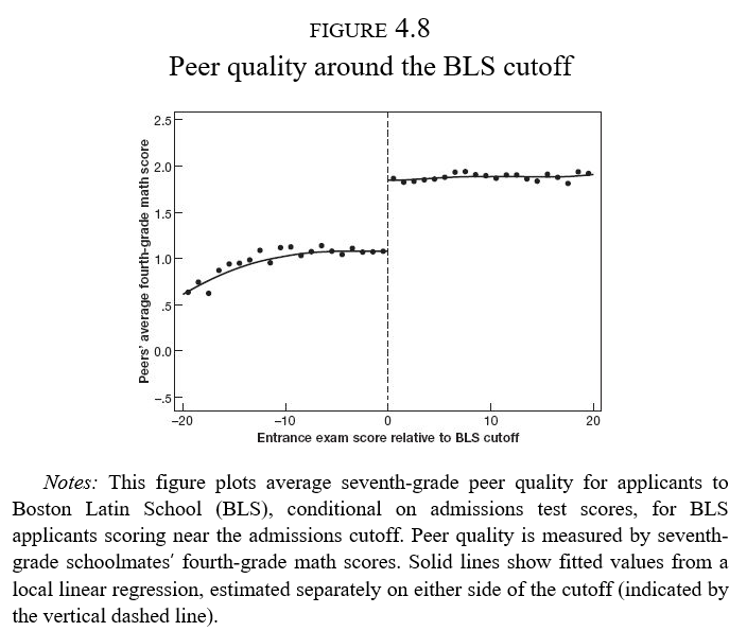 FIGURE 4.8
Peer quality around the BLS cutoff
Peers' average fourth-grade math score
2.5
2.0
1.5
1.0
.5
0.0
–.5
–20
–10
0
10
20
Entrance exam score relative to BLS cutoff
Notes: This figure plots average seventh-grade peer quality for applicants to
Boston Latin School (BLS), conditional on admissions test scores, for BLS
applicants scoring near the admissions cutoff. Peer quality is measured by seventh-
grade schoolmates′ fourth-grade math scores. Solid lines show fitted values from a
local linear regression, estimated separately on either side of the cutoff (indicated by
the vertical dashed line).